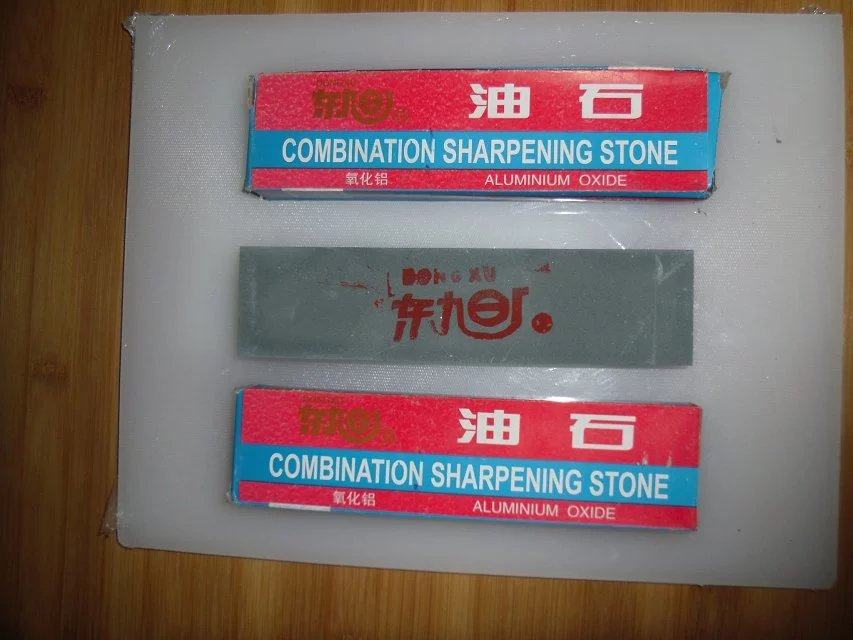 东旭 油石
COMBINATION SHARPENING STONE
氧化铝 ALUMINIUM OXIDE
DONG XU
东旭
东旭 油石
COMBINATION SHARPENING STONE
氧化铝 ALUMINIUM OXIDE